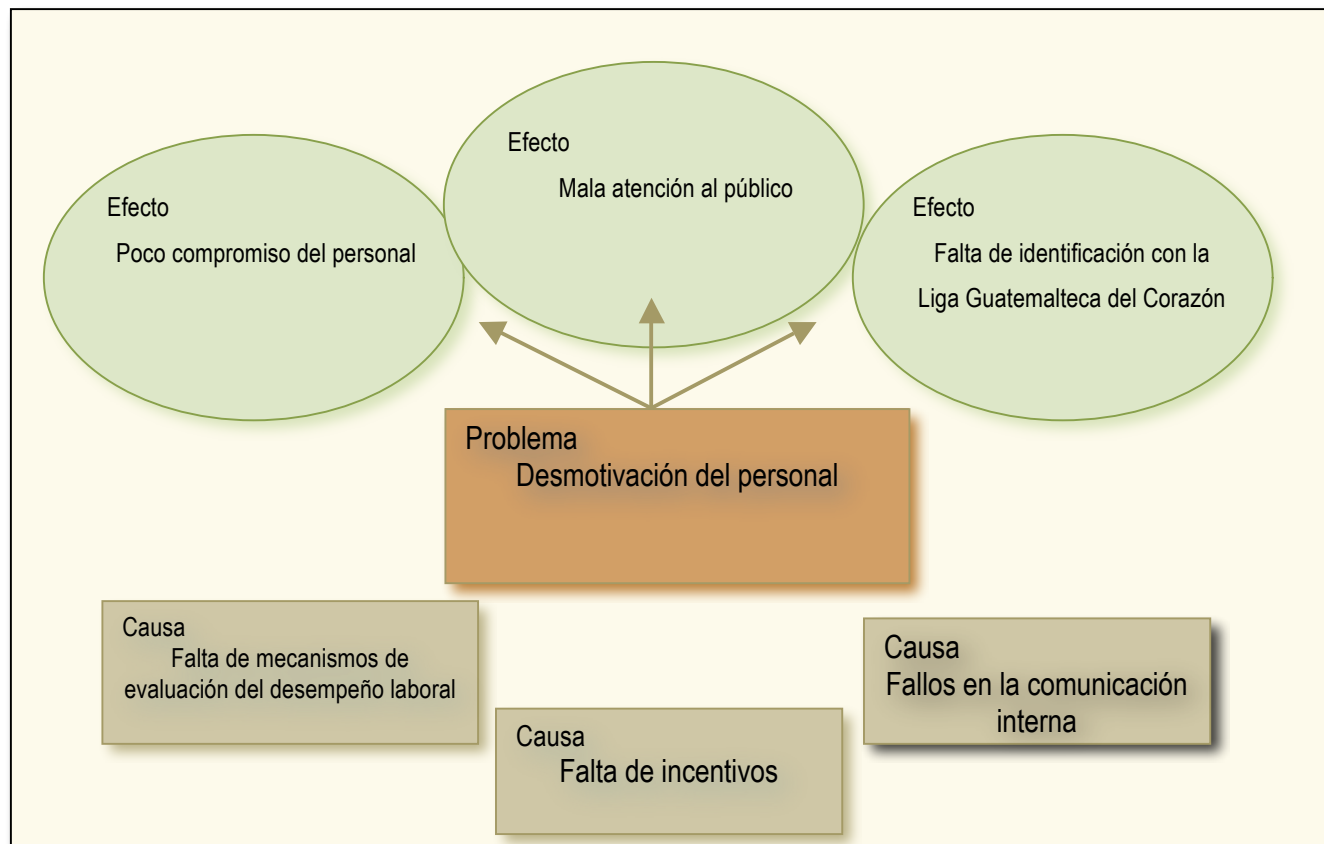 Efecto
Poco compromiso del personal
Efecto
Mala atención al público
Efecto
Falta de identificación con la
Liga Guatemalteca del Corazón
Problema
Desmotivación del personal
Causa
Falta de mecanismos de
evaluación del desempeño laboral
Causa
Falta de incentivos
Causa
Fallos en la comunicación
interna